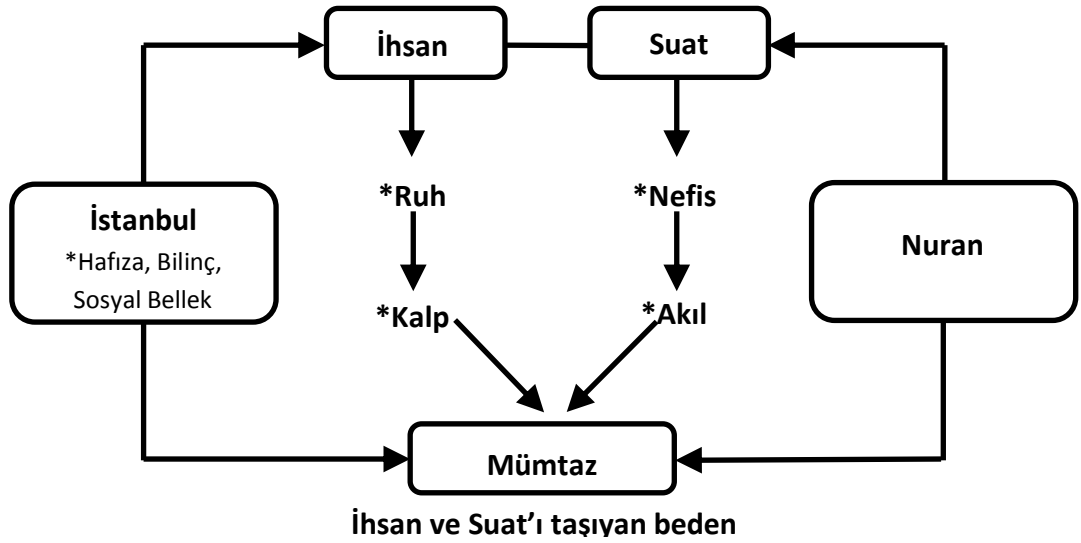 İhsan
Suat
*Ruh
*Nefis
İstanbul
*Hafıza, Bilinç,
Sosyal Bellek
Nuran
*Kalp
*Akıl
Mümtaz
İhsan ve Suat’ı taşıyan beden